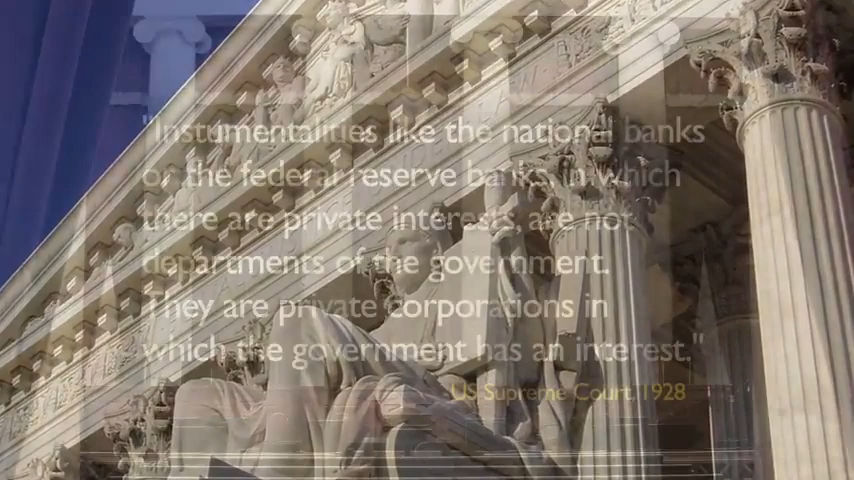 "Instumentalities like the national banks
or the federal reserve banks, in which
there are private interests, are not
departments of the government.
They are private corporations in
which the government has an interest."
US Supreme Court, 1928